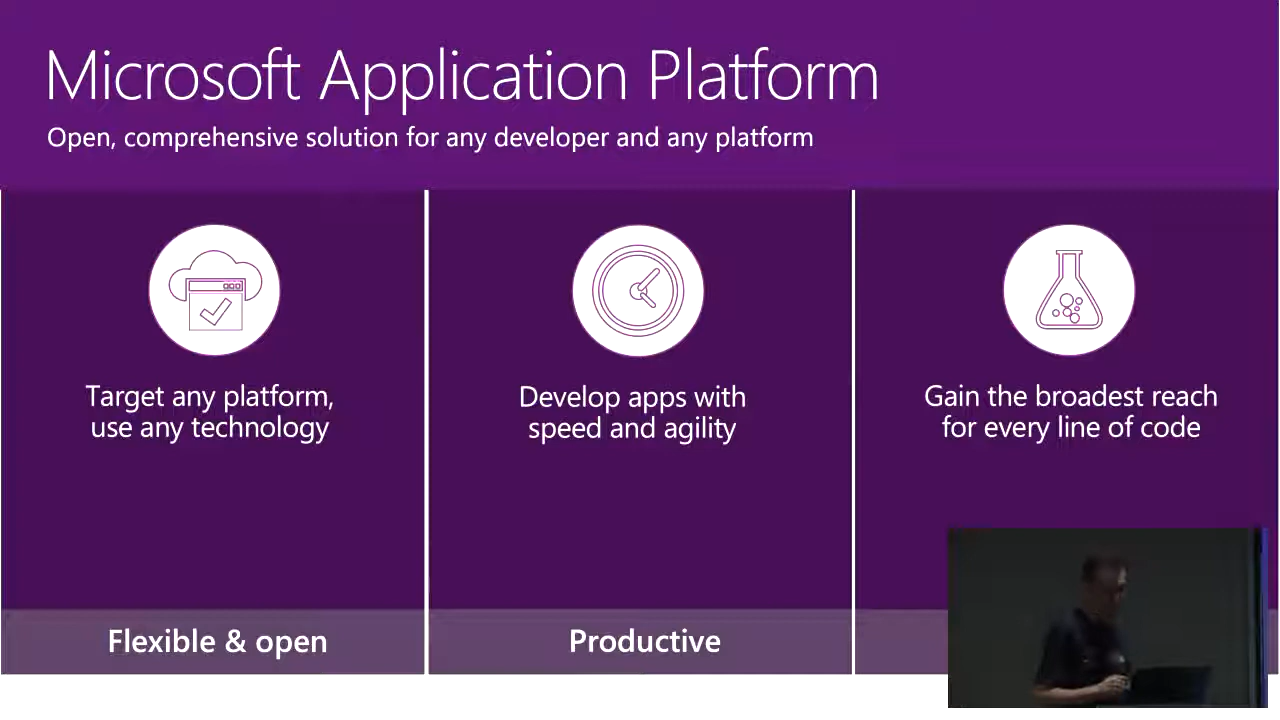 Microsoft Application Platform
Open, comprehensive solution for any developer and any platform
Target any platform,
use any technology
Flexible & open
Develop apps with
speed and agility
Productive
Gain the broadest reach
for every line of code